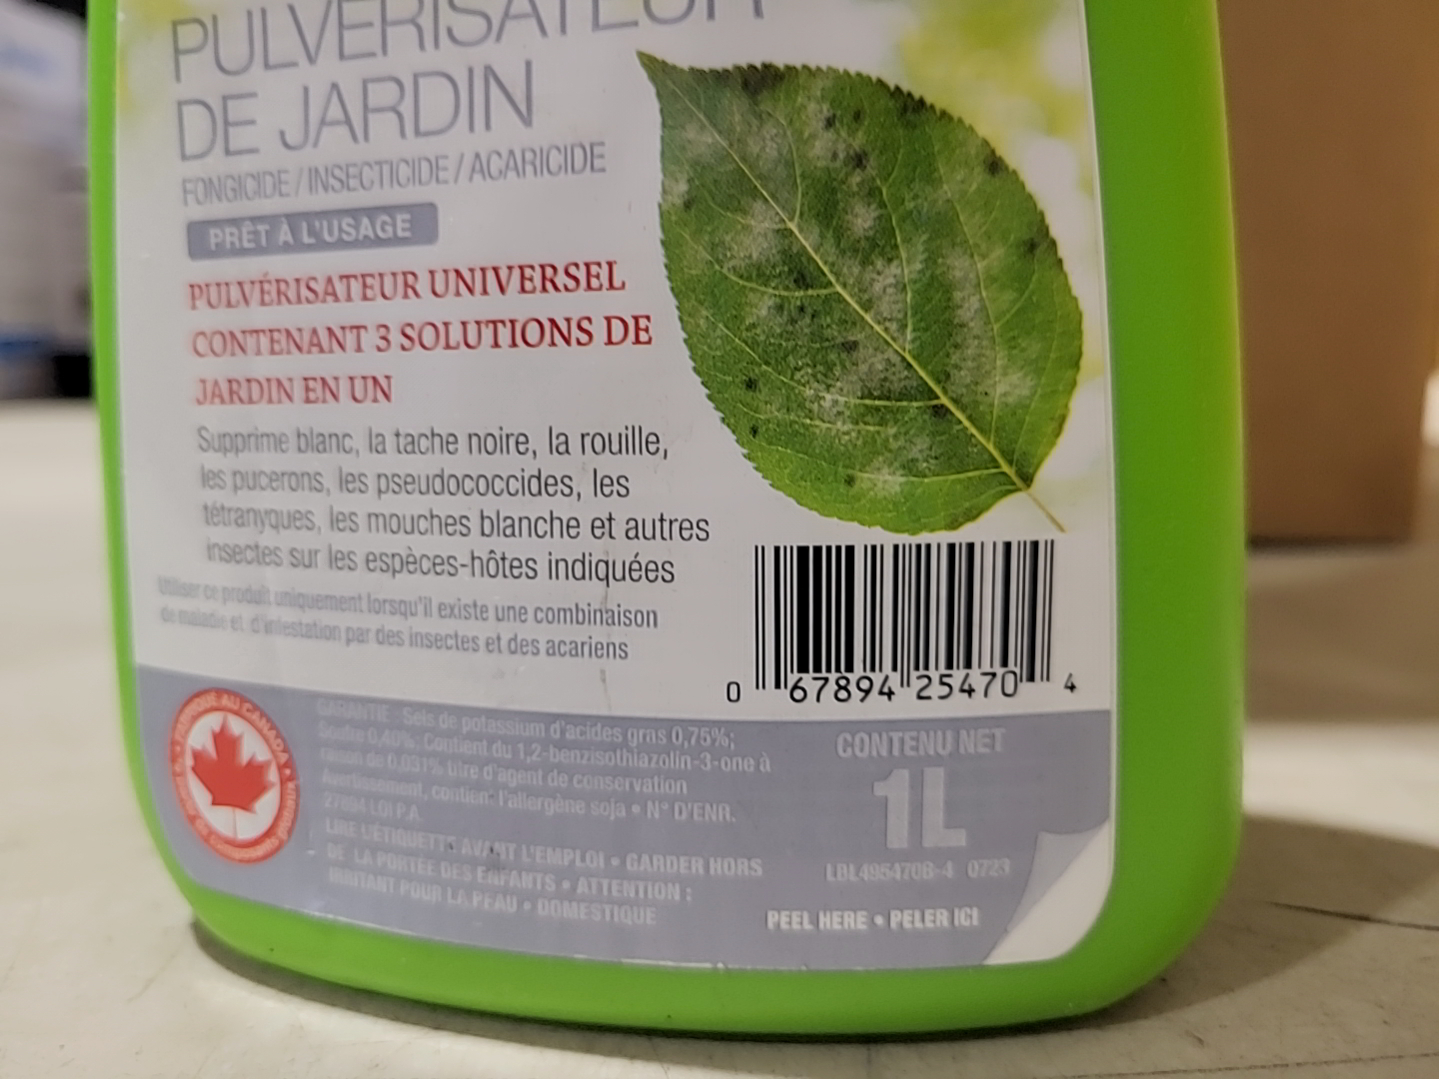 PULVÉRISATEUR
DE JARDIN
FONGICIDE / INSECTICIDE / ACARICIDE
PRÊT À L'USAGE
PULVÉRISATEUR UNIVERSEL
CONTENANT 3 SOLUTIONS DE
JARDIN EN UN
Supprime blanc, la tache noire, la rouille,
les pucerons, les pseudococcides, les
tétranyques, les mouches blanche et autres
insectes sur les espèces-hôtes indiquées
Utiliser ce produit uniquement lorsqu'il existe une combinaison
de maladie et d'infestation par des insectes et des acariens
0 67894 25470 4
FABRIQUÉ AU CANADA
GARANTIE : Sels de potassium d'acides gras 0,75%;
Soufre 0,40%. Contient du 1,2-benzisothiazolin-3-one à
raison de 0,031% titre d'agent de conservation
Avertissement, contient l'allergène soja • N° D'ENR.
27894 LOI P.A.
LIRE L'ÉTIQUETTE AVANT L'EMPLOI • GARDER HORS
DE LA PORTÉE DES ENFANTS • ATTENTION :
IRRITANT POUR LA PEAU • DOMESTIQUE
CONTENU NET
1L
LBL495470B-4 0723
PEEL HERE • PELER ICI